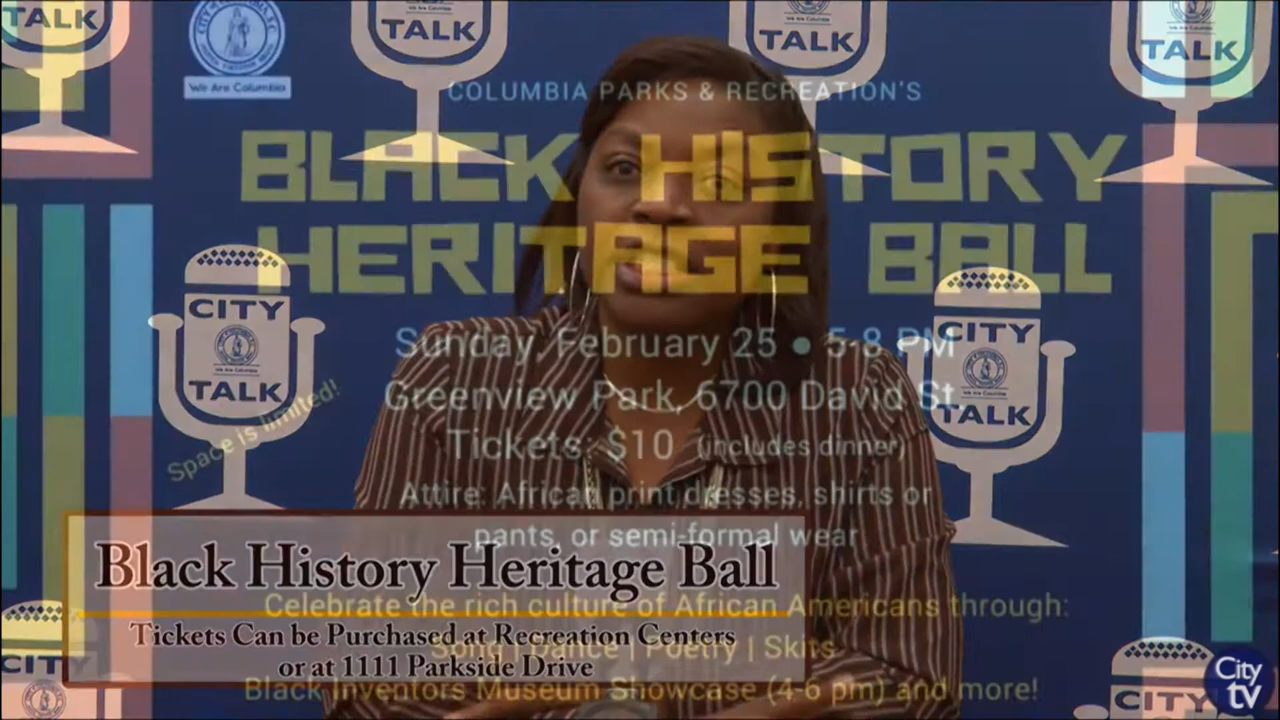 TALK
We Are Columbia
TALK
TALK
TALK
COLUMBIA PARKS & RECREATION'S
BLACK HISTORY
HERITAGE BALL
CITY
TALK
CITY
TALK
Sunday, February 25 • 5-8 PM
Greenview Park, 6700 David St
Tickets: $10 (includes dinner)
Space is limited!
Attire: African print dresses, shirts or
pants, or semi-formal wear
Black History Heritage Ball
Celebrate the rich culture of African Americans through:
Tickets Can be Purchased at Recreation Centers
Song | Dance | Poetry | Skits
or at 1111 Parkside Drive
Black Inventors Museum Showcase (4-6 pm) and more!
CITY
CITY
City
tv